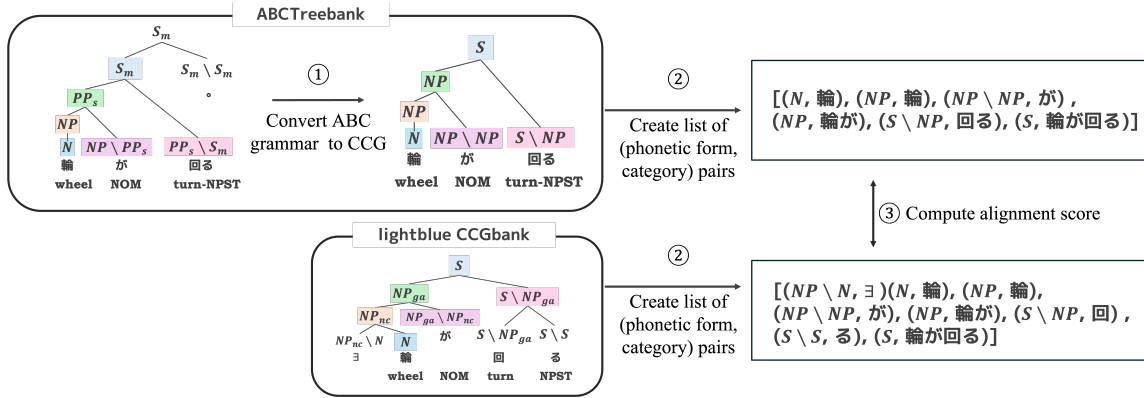 ABCTreebank
S_m
S_m S_m \ S_m
。
PP_s
NP
N NP \ PP_s PP_s \ S_m
輪 が 回る
wheel NOM turn-NPST
①
Convert ABC
grammar to CCG
S
NP
NP
N NP \ NP S \ NP
輪 が 回る
wheel NOM turn-NPST
②
Create list of
(phonetic form,
category) pairs
[(N, 輪), (NP, 輪), (NP \ NP, が) ,
(NP, 輪が), (S \ NP, 回る), (S, 輪が回る)]
③ Compute alignment score
lightblue CCGbank
S
NP_ga S \ NP_ga
NP_nc NP_ga \ NP_nc
NP_nc \ N N が S \ NP_ga S \ S
∃ 輪 回 る
wheel NOM turn NPST
②
Create list of
(phonetic form,
category) pairs
[(NP \ N, ∃ )(N, 輪), (NP, 輪),
(NP \ NP, が), (NP, 輪が), (S \ NP, 回) ,
(S \ S, る), (S, 輪が回る)]